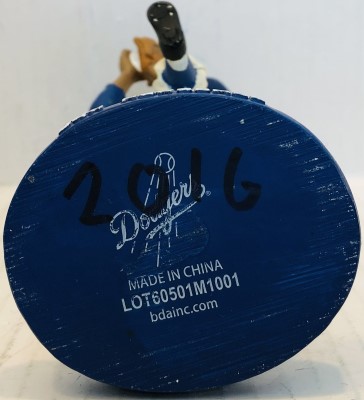 2016
Dodgers®
MADE IN CHINA
LOT60501M1001
bdainc.com